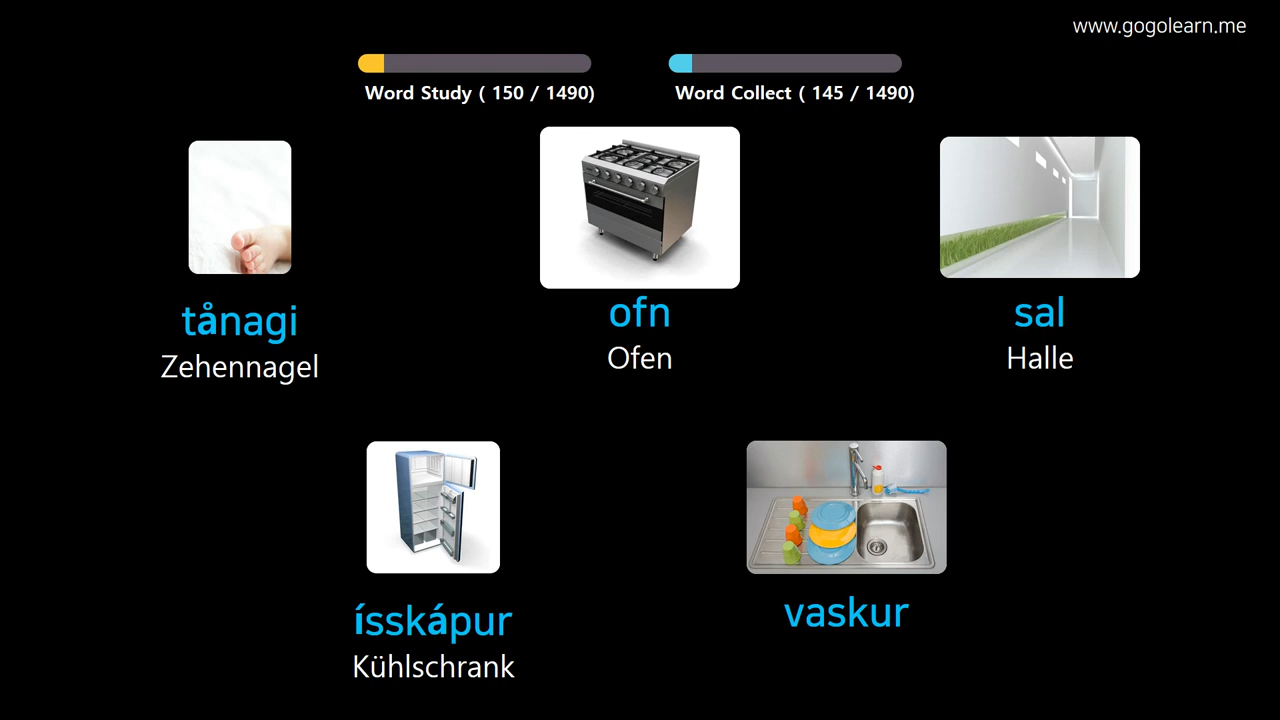 www.gogolearn.me
Word Study ( 150 / 1490)
Word Collect ( 145 / 1490)
tånagi
Zehennagel
ofn
Ofen
sal
Halle
ísskápur
Kühlschrank
vaskur